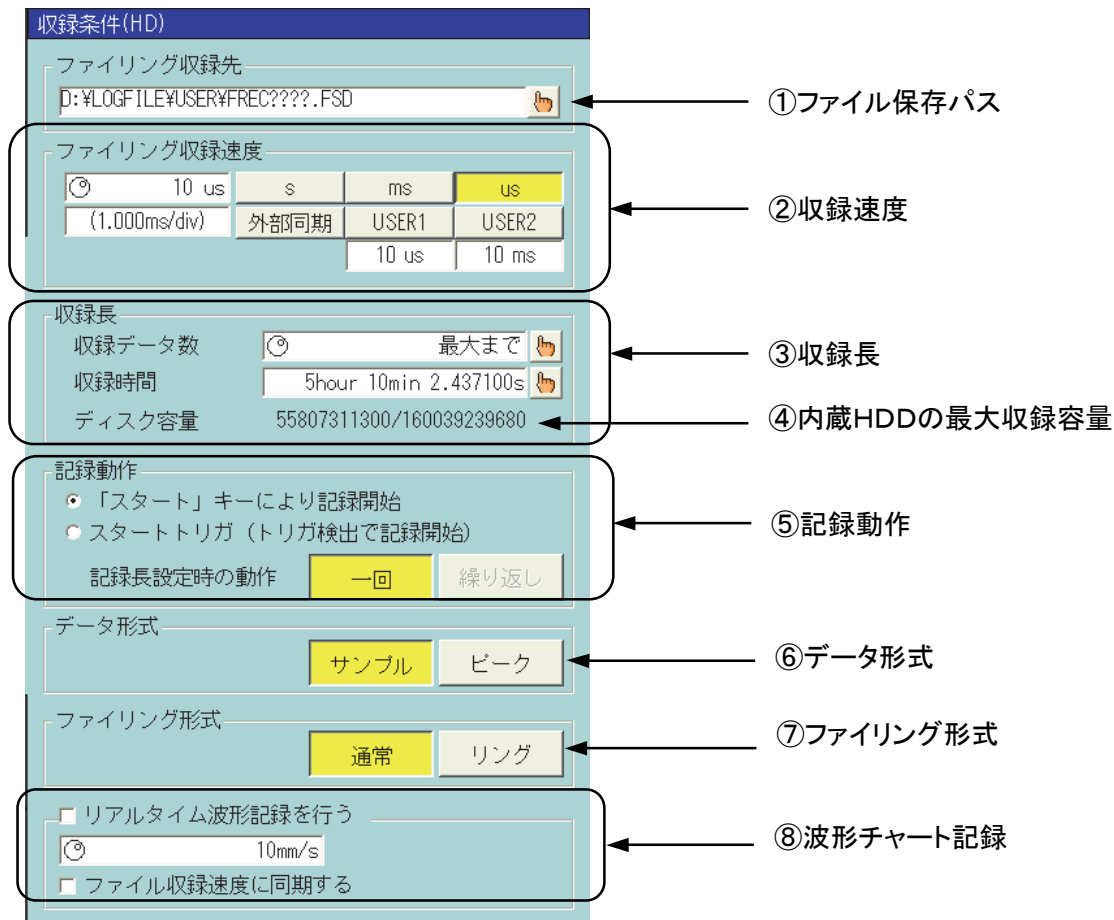 収録条件(HD)
ファイリング収録先
D:¥LOGFILE¥USER¥FREC????.FSD
①ファイル保存パス
ファイリング収録速度
10 us s ms us
(1.000ms/div) 外部同期 USER1 USER2
10 us 10 ms
②収録速度
収録長
収録データ数 最大まで
収録時間 5hour 10min 2.437100s
ディスク容量 55807311300/160039239680
③収録長
④内蔵HDDの最大収録容量
記録動作
「スタート」キーにより記録開始
スタートトリガ(トリガ検出で記録開始)
記録長設定時の動作 一回 繰り返し
⑤記録動作
データ形式
サンプル ピーク
⑥データ形式
ファイリング形式
通常 リング
⑦ファイリング形式
リアルタイム波形記録を行う
10mm/s
ファイル収録速度に同期する
⑧波形チャート記録